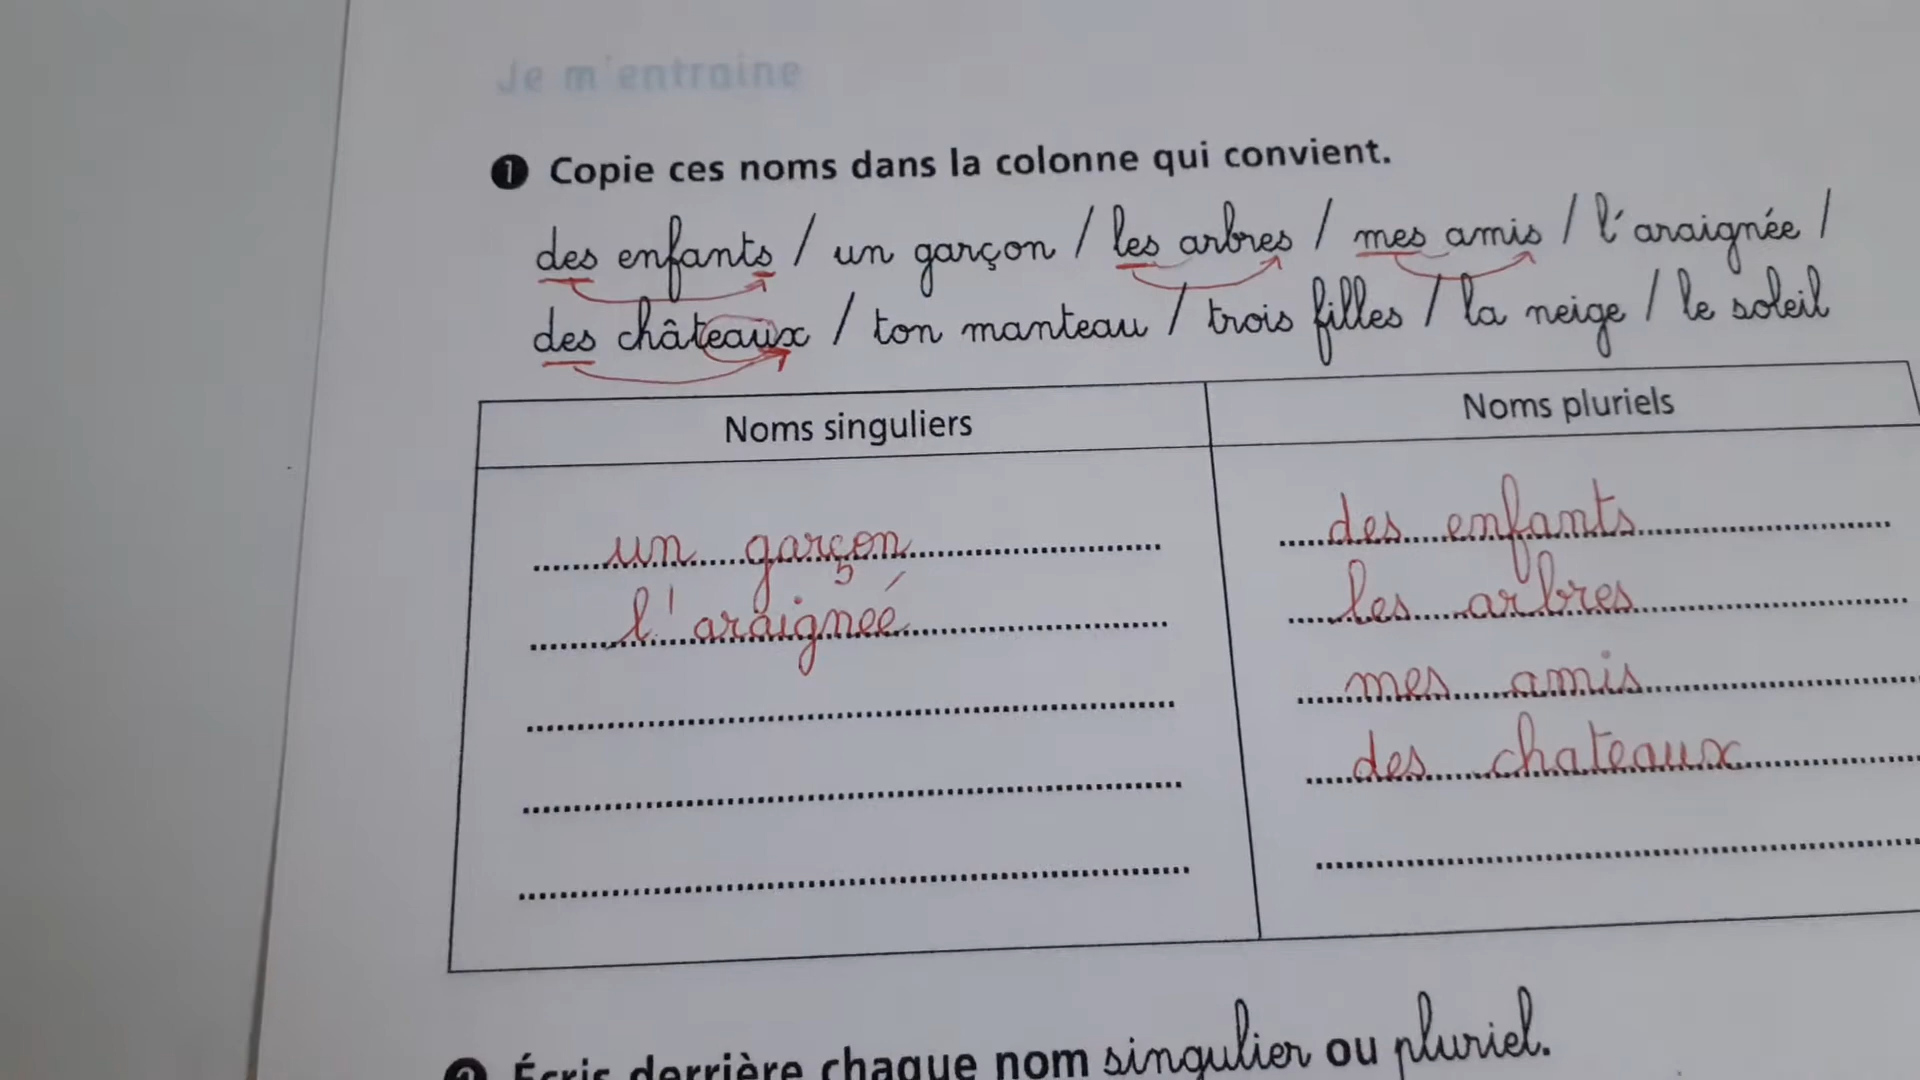 Je m'entraine
1 Copie ces noms dans la colonne qui convient.
des enfants / un garçon / les arbres / mes amis / l'araignée /
des châteaux / ton manteau / trois filles / la neige / le soleil
Noms singuliers
Noms pluriels
un garçon
l'araigneé
des enfants
les arbres
mes amis
des chateaux
Écris derrière chaque nom singulier ou pluriel.